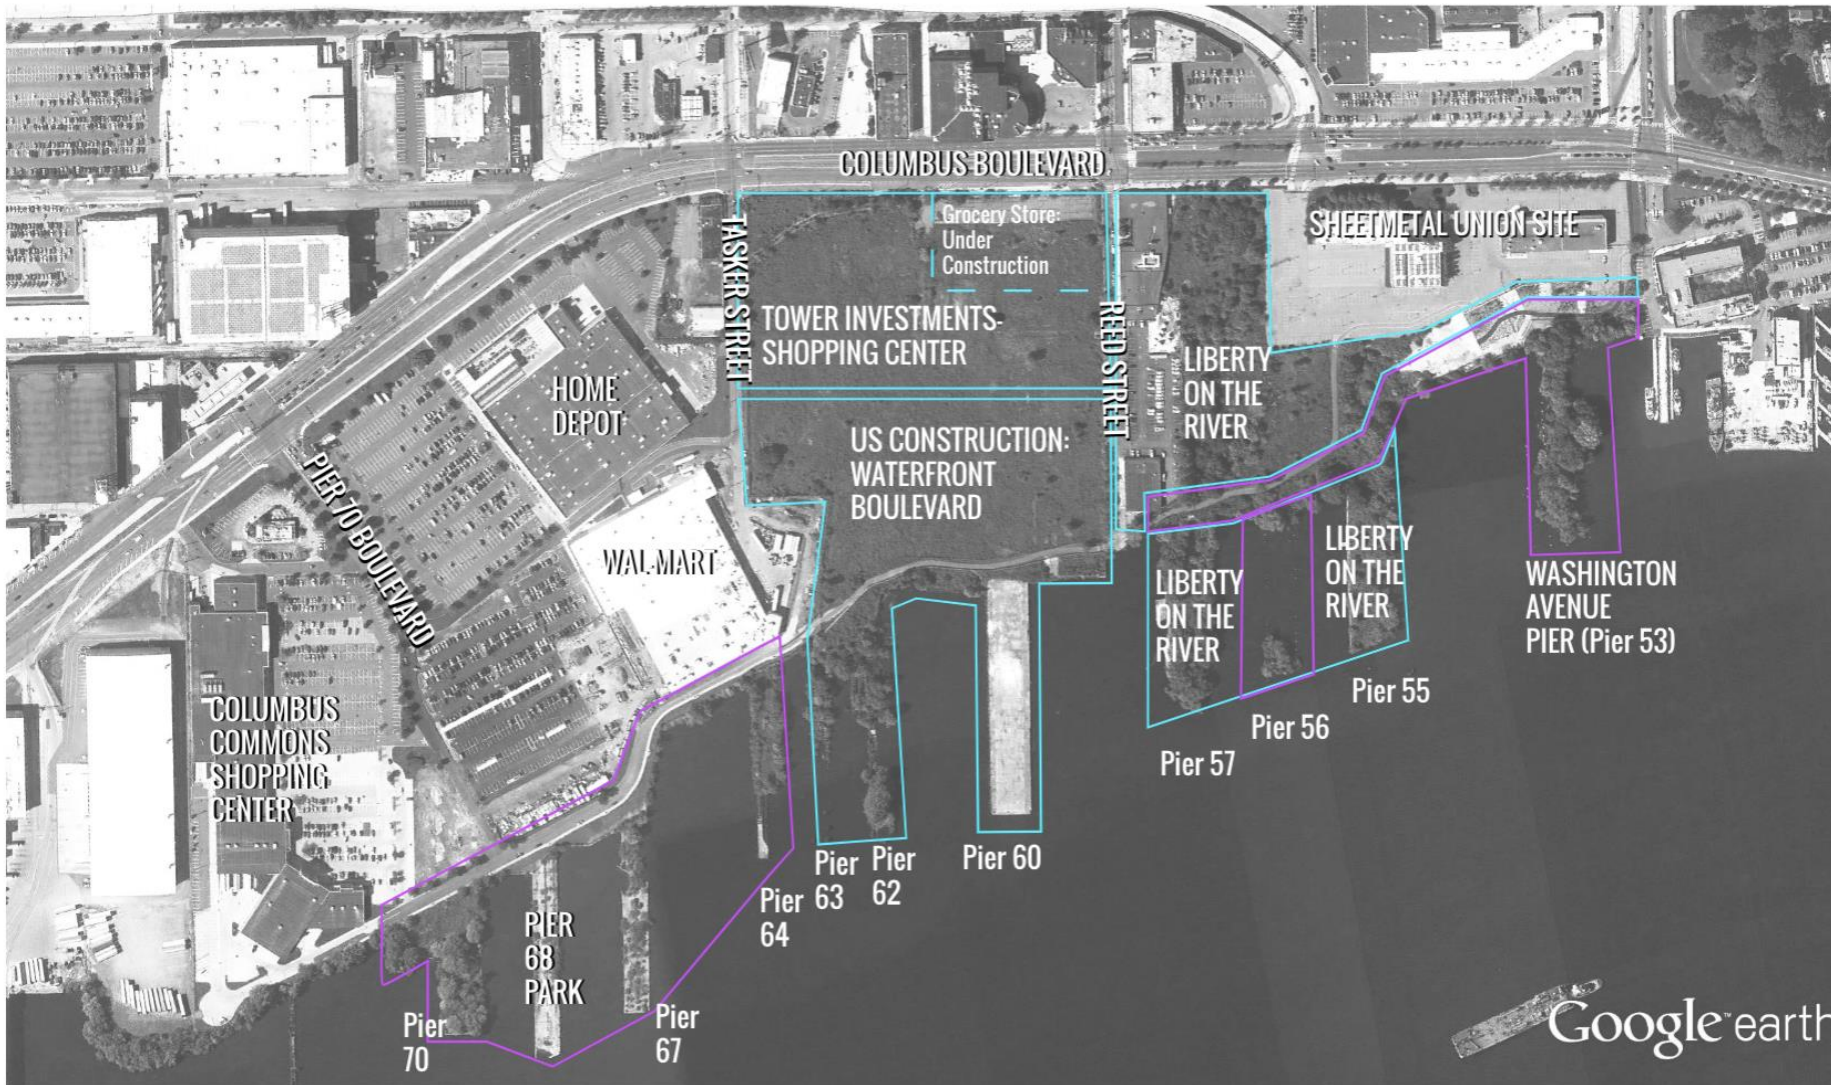 COLUMBUS BOULEVARD
TASKER STREET
Grocery Store:
Under
Construction
REED STREET
SHEETMETAL UNION SITE
TOWER INVESTMENTS-
SHOPPING CENTER
LIBERTY
ON THE
RIVER
HOME
DEPOT
US CONSTRUCTION:
WATERFRONT
BOULEVARD
PIER 70 BOULEVARD
WAL-MART
LIBERTY
ON THE
RIVER
LIBERTY
ON THE
RIVER
WASHINGTON
AVENUE
PIER (Pier 53)
COLUMBUS
COMMONS
SHOPPING
CENTER
Pier 55
Pier 56
Pier 57
Pier 60
Pier
62
Pier
63
Pier
64
PIER
68
PARK
Pier
67
Pier
70
Google™ earth